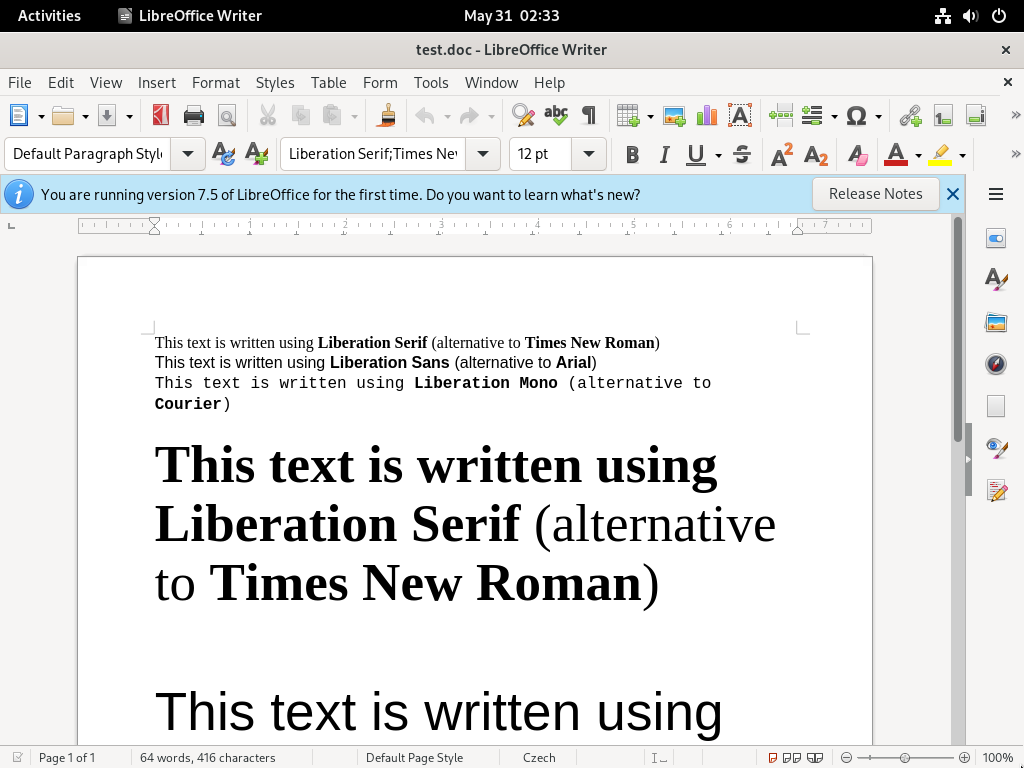 Activities LibreOffice Writer May 31 02:33
test.doc - LibreOffice Writer
File Edit View Insert Format Styles Table Form Tools Window Help
Default Paragraph Style Liberation Serif;Times Nev 12 pt
You are running version 7.5 of LibreOffice for the first time. Do you want to learn what's new? Release Notes
1 1 2 3 4 5 6 7
This text is written using Liberation Serif (alternative to Times New Roman)
This text is written using Liberation Sans (alternative to Arial)
This text is written using Liberation Mono (alternative to
Courier)
This text is written using
Liberation Serif (alternative
to Times New Roman)
This text is written using
Page 1 of 1 64 words, 416 characters Default Page Style Czech 100%